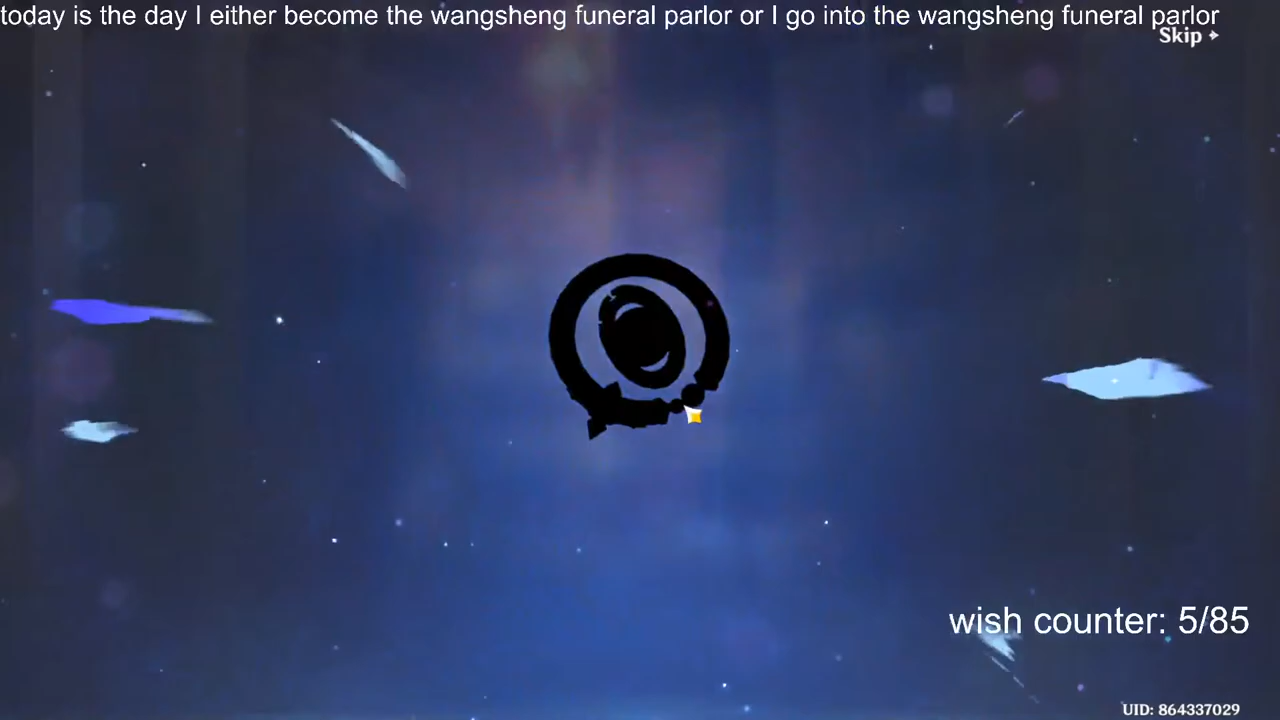 today is the day I either become the wangsheng funeral parlor or I go into the wangsheng funeral parlor
Skip
wish counter: 5/85
UID: 864337029